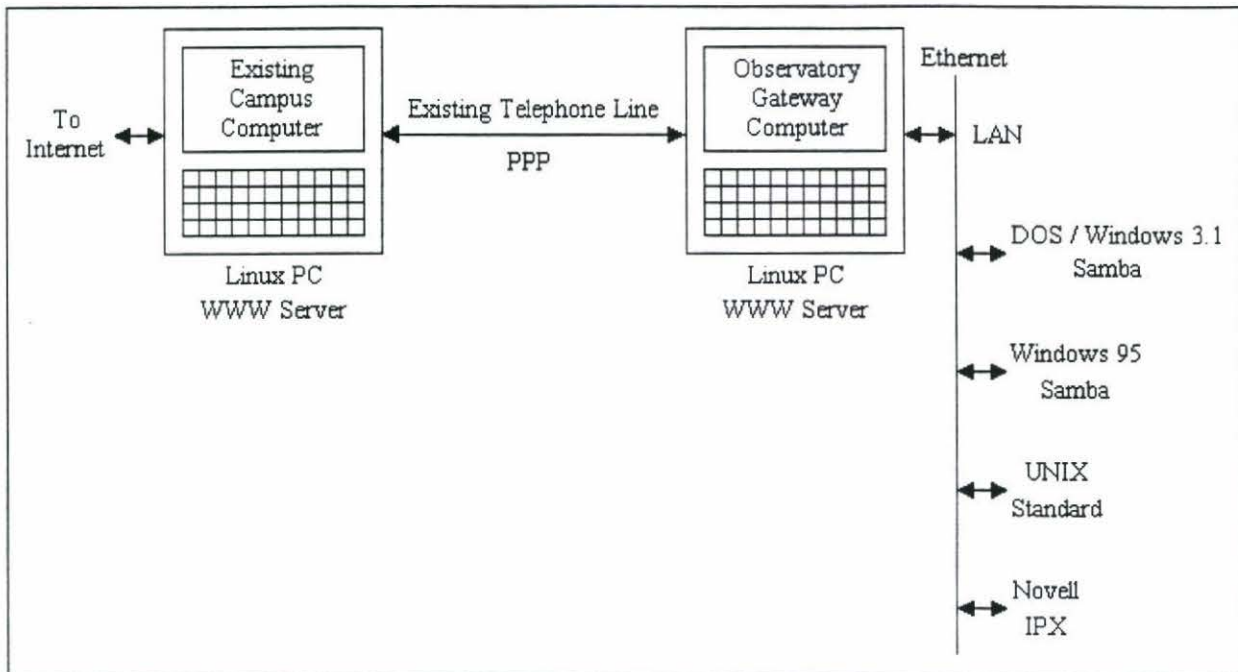 To
Internet
Existing
Campus
Computer
Linux PC
WWW Server
Existing Telephone Line
PPP
Observatory
Gateway
Computer
Linux PC
WWW Server
Ethernet
LAN
DOS / Windows 3.1
Samba
Windows 95
Samba
UNIX
Standard
Novell
IPX